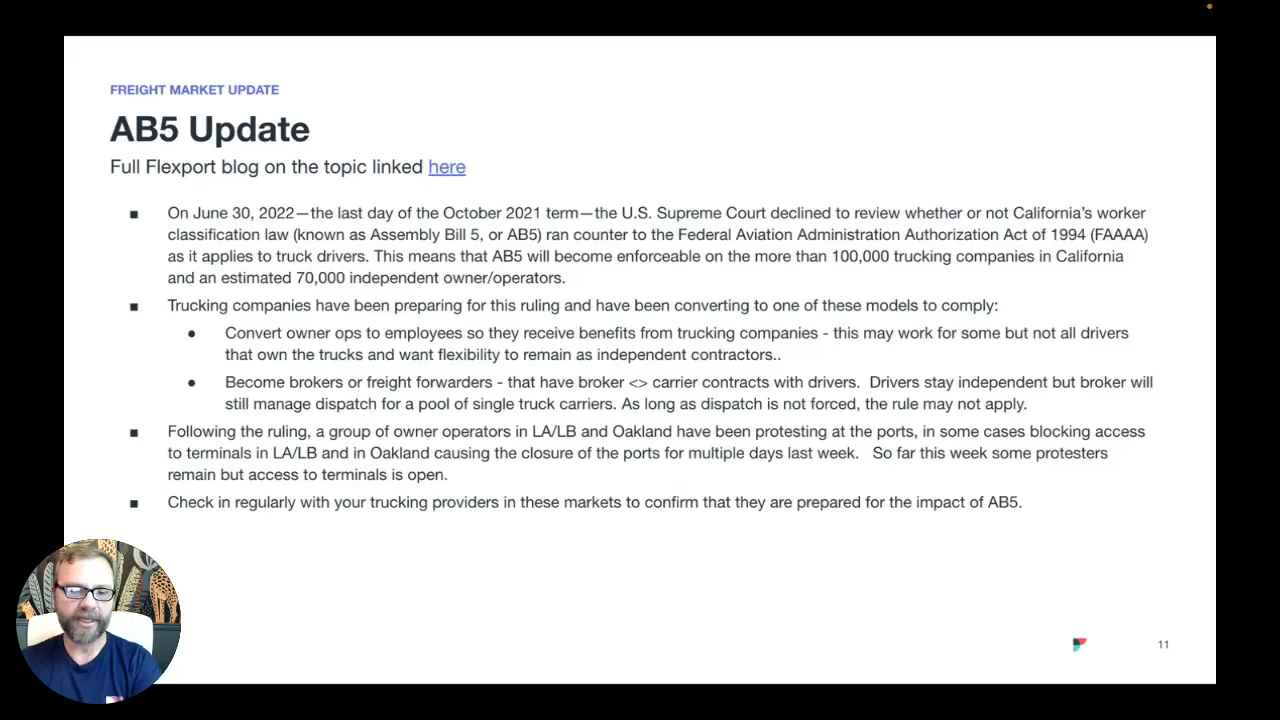 FREIGHT MARKET UPDATE
AB5 Update
Full Flexport blog on the topic linked here
■ On June 30, 2022—the last day of the October 2021 term—the U.S. Supreme Court declined to review whether or not California's worker
classification law (known as Assembly Bill 5, or AB5) ran counter to the Federal Aviation Administration Authorization Act of 1994 (FAAAA)
as it applies to truck drivers. This means that AB5 will become enforceable on the more than 100,000 trucking companies in California
and an estimated 70,000 independent owner/operators.
■ Trucking companies have been preparing for this ruling and have been converting to one of these models to comply:
● Convert owner ops to employees so they receive benefits from trucking companies - this may work for some but not all drivers
that own the trucks and want flexibility to remain as independent contractors..
● Become brokers or freight forwarders - that have broker <> carrier contracts with drivers.  Drivers stay independent but broker will
still manage dispatch for a pool of single truck carriers. As long as dispatch is not forced, the rule may not apply.
■ Following the ruling, a group of owner operators in LA/LB and Oakland have been protesting at the ports, in some cases blocking access
to terminals in LA/LB and in Oakland causing the closure of the ports for multiple days last week.   So far this week some protesters
remain but access to terminals is open.
■ Check in regularly with your trucking providers in these markets to confirm that they are prepared for the impact of AB5.
11